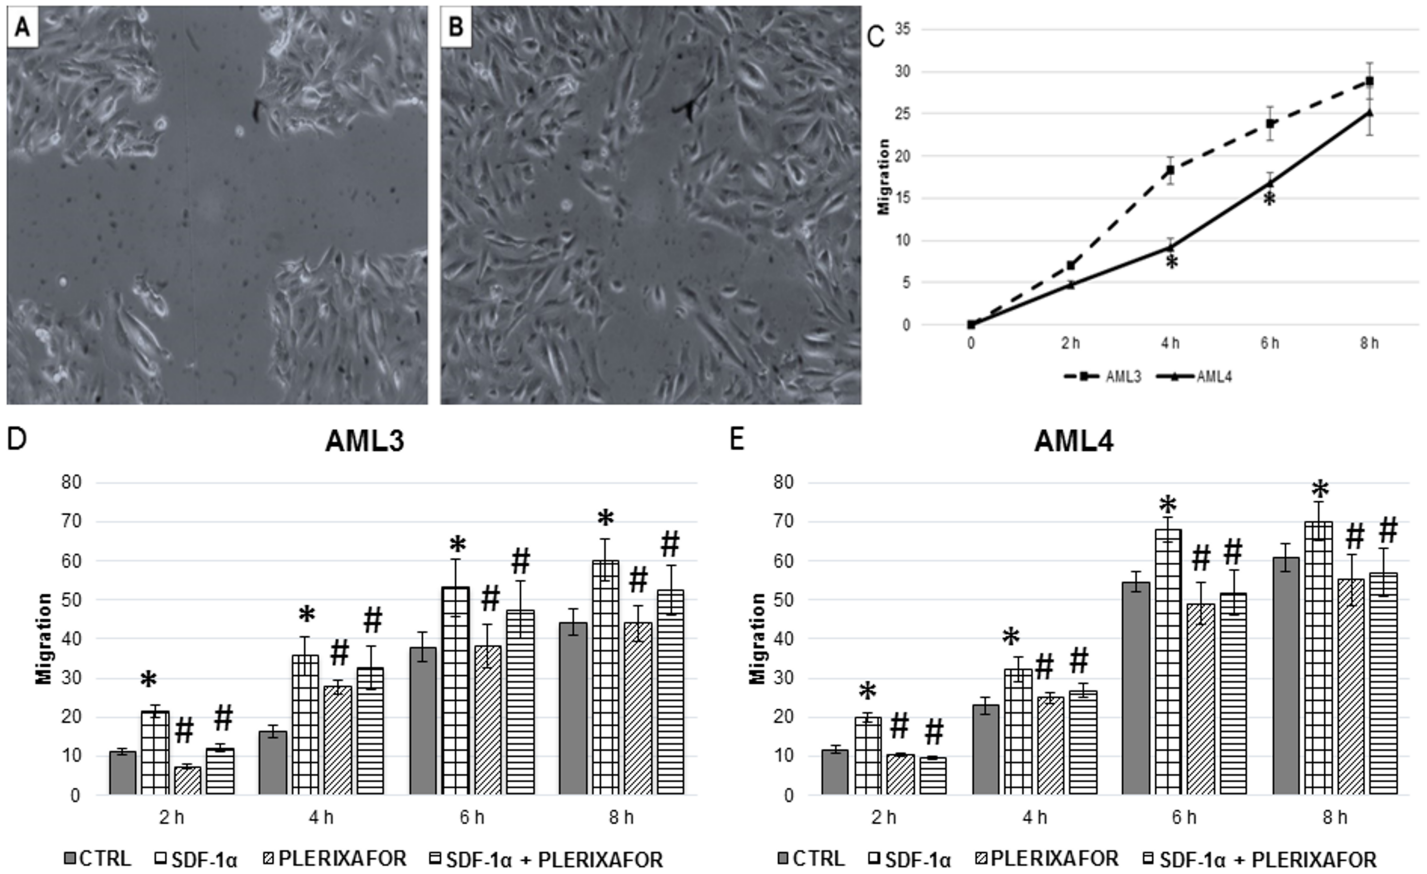 A
B
C
35
30
25
20
15
10
5
0
Migration
*
*
0 2 h 4 h 6 h 8 h
AML3 AML4
D
AML3
80
70
60
50
40
30
20
10
0
Migration
* # #
* # #
* # #
* # #
2 h 4 h 6 h 8 h
CTRL SDF-1α PLERIXAFOR SDF-1α + PLERIXAFOR
E
AML4
80
70
60
50
40
30
20
10
0
Migration
* # #
* # #
* # #
* # #
2 h 4 h 6 h 8 h
CTRL SDF-1α PLERIXAFOR SDF-1α + PLERIXAFOR